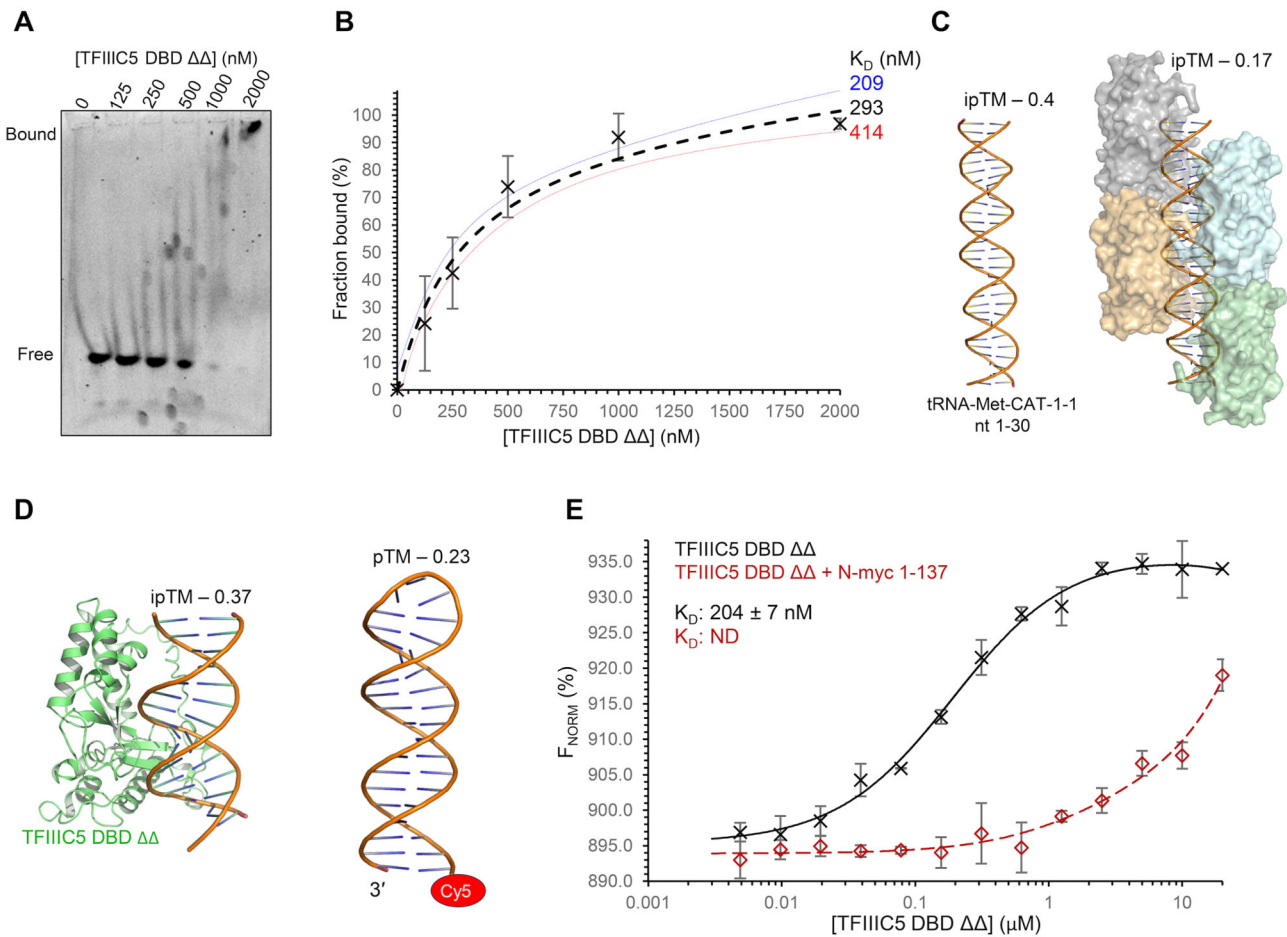 A
[TFIIIC5 DBD ΔΔ] (nM)
0 125 250 500 1000 2000
Bound
Free
B
Fraction bound (%)
100
90
80
70
60
50
40
30
20
10
0
0 250 500 750 1000 1250 1500 1750 2000
[TFIIIC5 DBD ΔΔ] (nM)
K_D (nM)
209
293
414
C
ipTM – 0.4
ipTM – 0.17
tRNA-Met-CAT-1-1
nt 1-30
D
ipTM – 0.37
TFIIIC5 DBD ΔΔ
pTM – 0.23
3′
Cy5
E
TFIIIC5 DBD ΔΔ
TFIIIC5 DBD ΔΔ + N-myc 1-137
K_D: 204 ± 7 nM
K_D: ND
F_NORM (%)
935.0
930.0
925.0
920.0
915.0
910.0
905.0
900.0
895.0
890.0
0.001 0.01 0.1 1 10
[TFIIIC5 DBD ΔΔ] (µM)